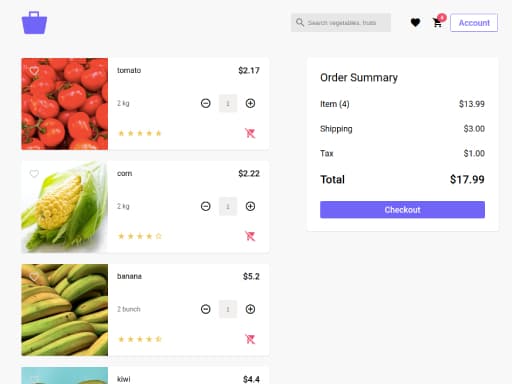 Search vegetables, fruits
4
Account
tomato
$2.17
2 kg
1
corn
$2.22
2 kg
1
banana
$5.2
2 bunch
1
kiwi
$4.4
Order Summary
Item (4)
$13.99
Shipping
$3.00
Tax
$1.00
Total
$17.99
Checkout